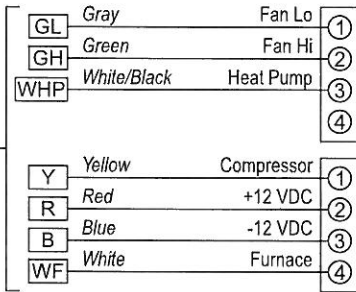 GL Gray Fan Lo 1
GH Green Fan Hi 2
WHP White/Black Heat Pump 3
4
Y Yellow Compressor 1
R Red +12 VDC 2
B Blue -12 VDC 3
WF White Furnace 4